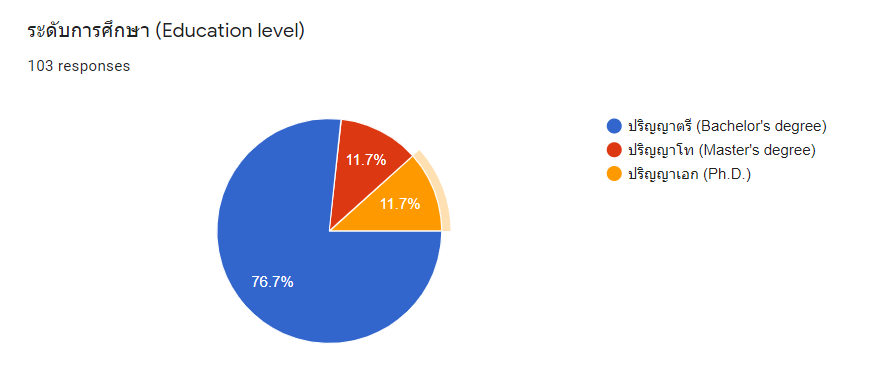 ระดับการศึกษา (Education level)
103 responses
ปริญญาตรี (Bachelor's degree)
ปริญญาโท (Master's degree)
ปริญญาเอก (Ph.D.)
11.7%
11.7%
76.7%